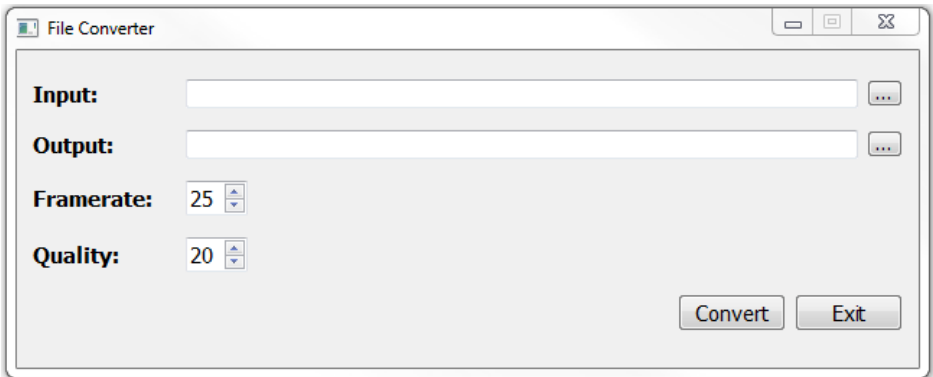 File Converter
Input: ...
Output: ...
Framerate: 25
Quality: 20
Convert Exit